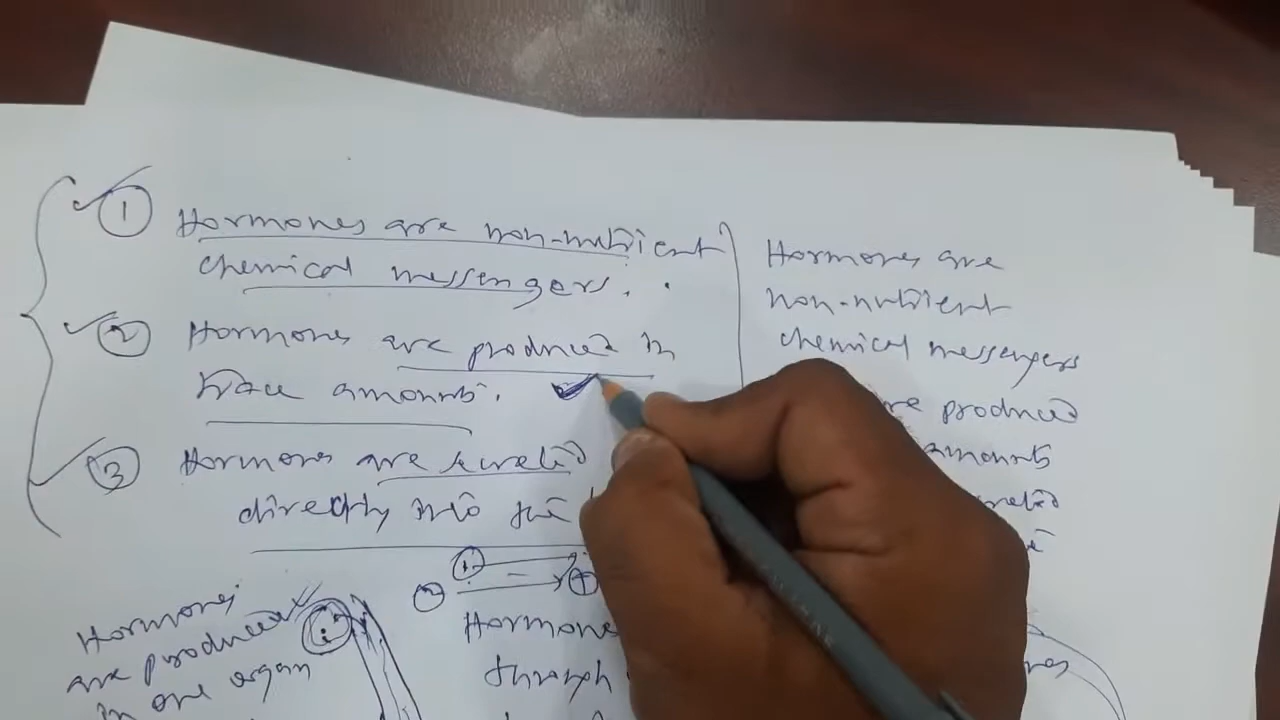 ① Hormones are non-nutrient
chemical messengers.
② Hormones are produced in
trace amounts.
③ Hormones are secreted
directly into the
Hormones are
non-nutrient
chemical messengers
are produced
amounts
Hormones
are produced
in one organ
②
Hormones
through